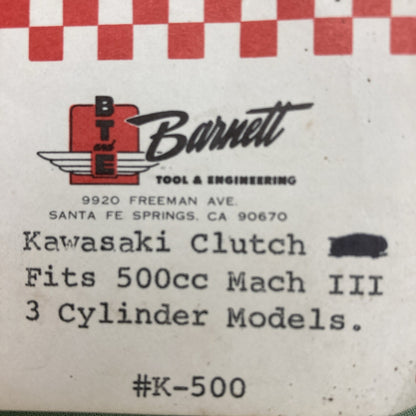 BT and E
Barnett
TOOL & ENGINEERING
9920 FREEMAN AVE.
SANTA FE SPRINGS, CA 90670
Kawasaki Clutch
Fits 500cc Mach III
3 Cylinder Models.
#K-500